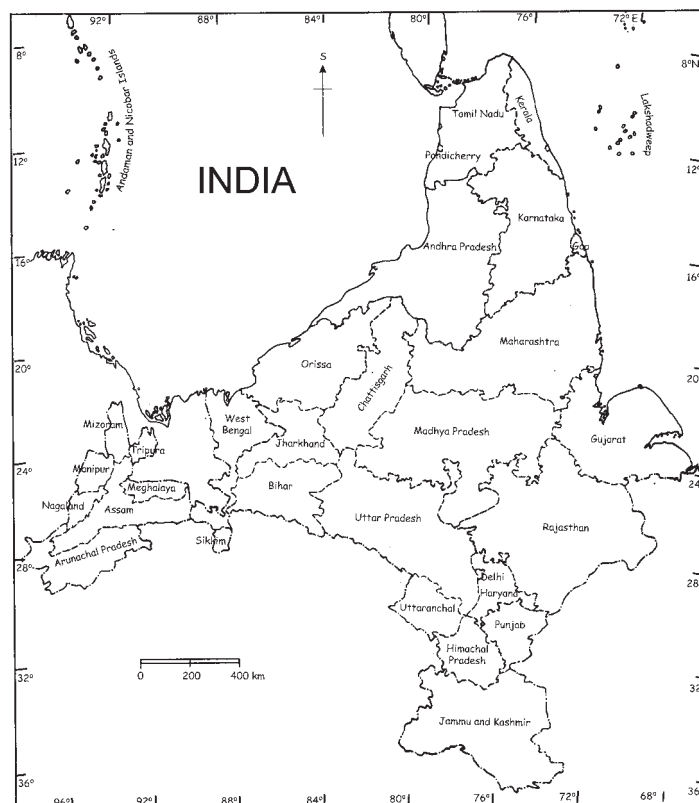 92°
88°
84°
80°
76°
72°E
8°
8°N
S
Andaman and Nicobar Islands
Lakshadweep
Tamil Nadu
Kerala
12°
12°
Pondicherry
INDIA
Karnataka
Andhra Pradesh
Goa
16°
16°
Maharashtra
Orissa
Chattisgarh
20°
20°
Mizoram
West
Bengal
Tripura
Jharkhand
Madhya Pradesh
Gujarat
24°
24°
Manipur
Meghalaya
Bihar
Nagaland
Assam
Uttar Pradesh
Rajasthan
Sikkim
Arunachal Pradesh
28°
28°
Delhi
Haryana
Uttaranchal
Punjab
Himachal
Pradesh
0 200 400 km
32°
32°
Jammu and Kashmir
36°
36°
96°
92°
88°
84°
80°
76°
72°
68°